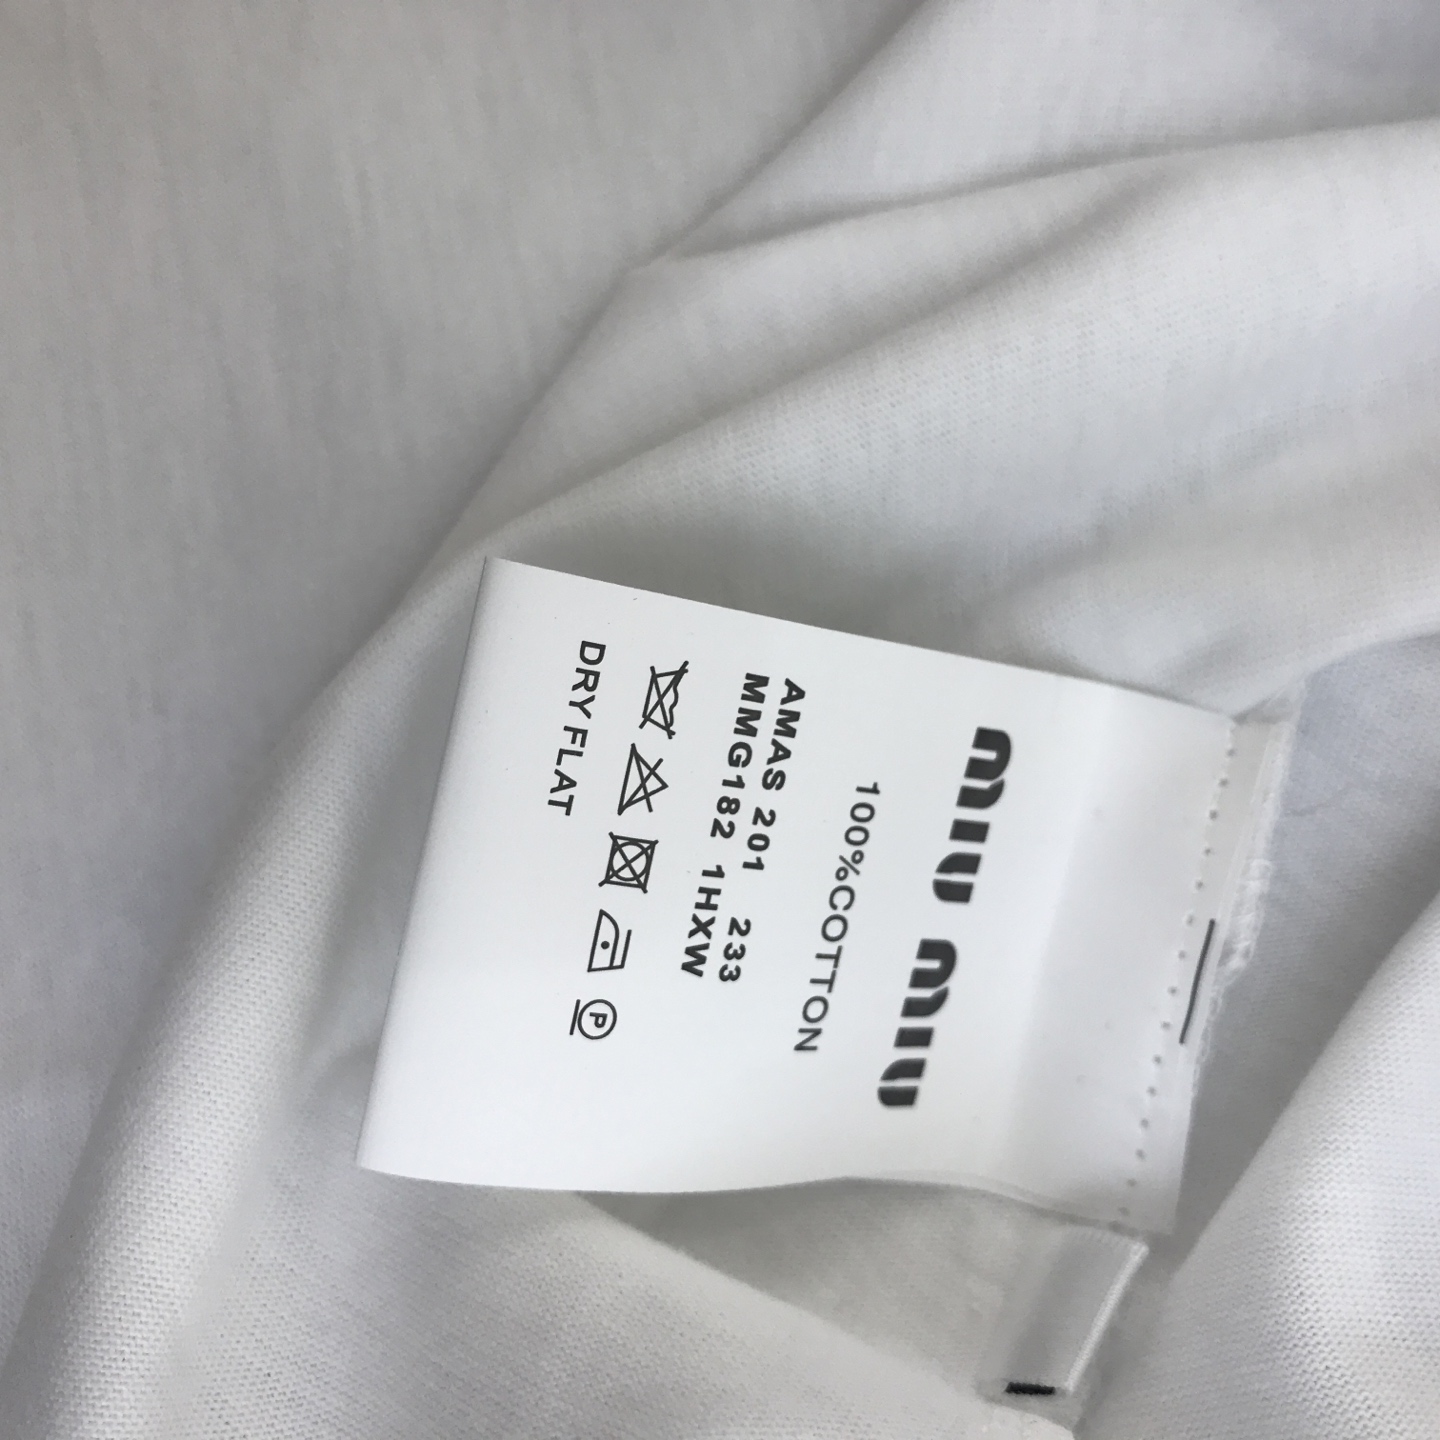 miu miu
100%COTTON
AMAS 201 233
MMG182 1HXW
P
DRY FLAT